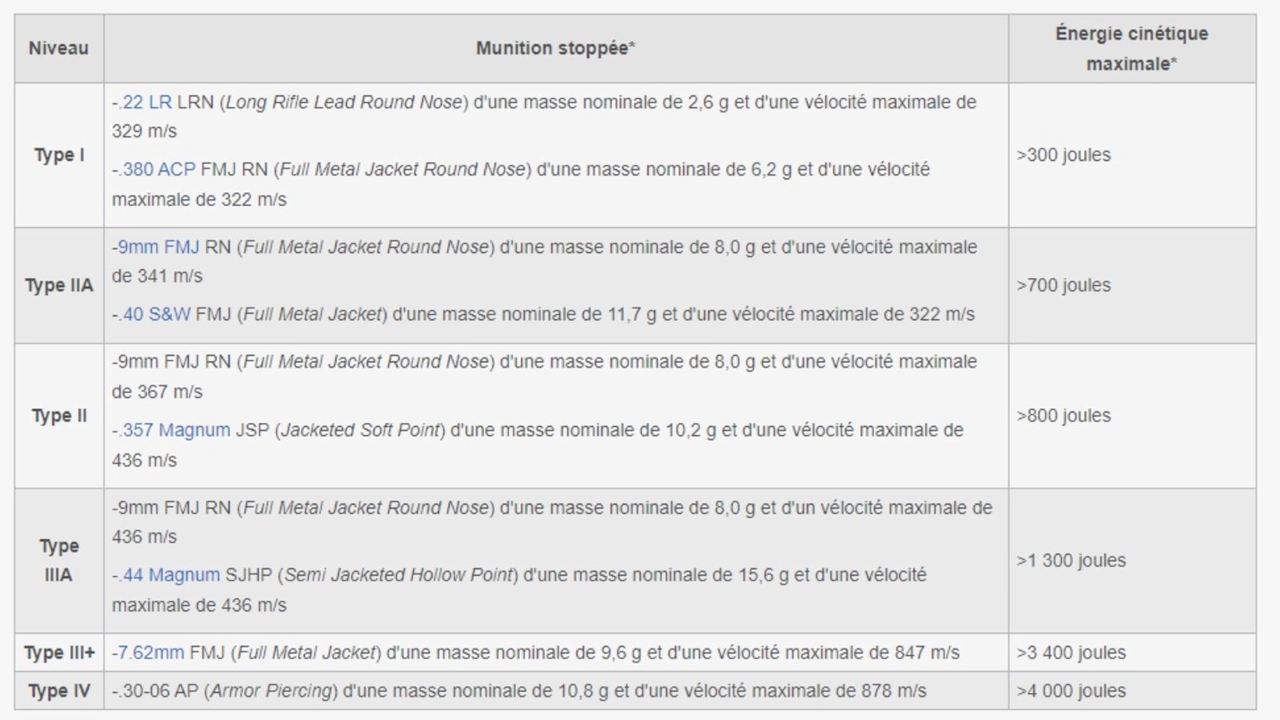 Niveau
Munition stoppée*
Énergie cinétique
maximale*
Type I
-.22 LR LRN (Long Rifle Lead Round Nose) d'une masse nominale de 2,6 g et d'une vélocité maximale de
329 m/s
-.380 ACP FMJ RN (Full Metal Jacket Round Nose) d'une masse nominale de 6,2 g et d'une vélocité
maximale de 322 m/s
>300 joules
Type IIA
-9mm FMJ RN (Full Metal Jacket Round Nose) d'une masse nominale de 8,0 g et d'une vélocité maximale
de 341 m/s
-.40 S&W FMJ (Full Metal Jacket) d'une masse nominale de 11,7 g et d'une vélocité maximale de 322 m/s
>700 joules
Type II
-9mm FMJ RN (Full Metal Jacket Round Nose) d'une masse nominale de 8,0 g et d'une vélocité maximale
de 367 m/s
-.357 Magnum JSP (Jacketed Soft Point) d'une masse nominale de 10,2 g et d'une vélocité maximale de
436 m/s
>800 joules
Type
IIIA
-9mm FMJ RN (Full Metal Jacket Round Nose) d'une masse nominale de 8,0 g et d'un vélocité maximale de
436 m/s
-.44 Magnum SJHP (Semi Jacketed Hollow Point) d'une masse nominale de 15,6 g et d'une vélocité
maximale de 436 m/s
>1 300 joules
Type III+
-7.62mm FMJ (Full Metal Jacket) d'une masse nominale de 9,6 g et d'une vélocité maximale de 847 m/s
>3 400 joules
Type IV
-.30-06 AP (Armor Piercing) d'une masse nominale de 10,8 g et d'une vélocité maximale de 878 m/s
>4 000 joules